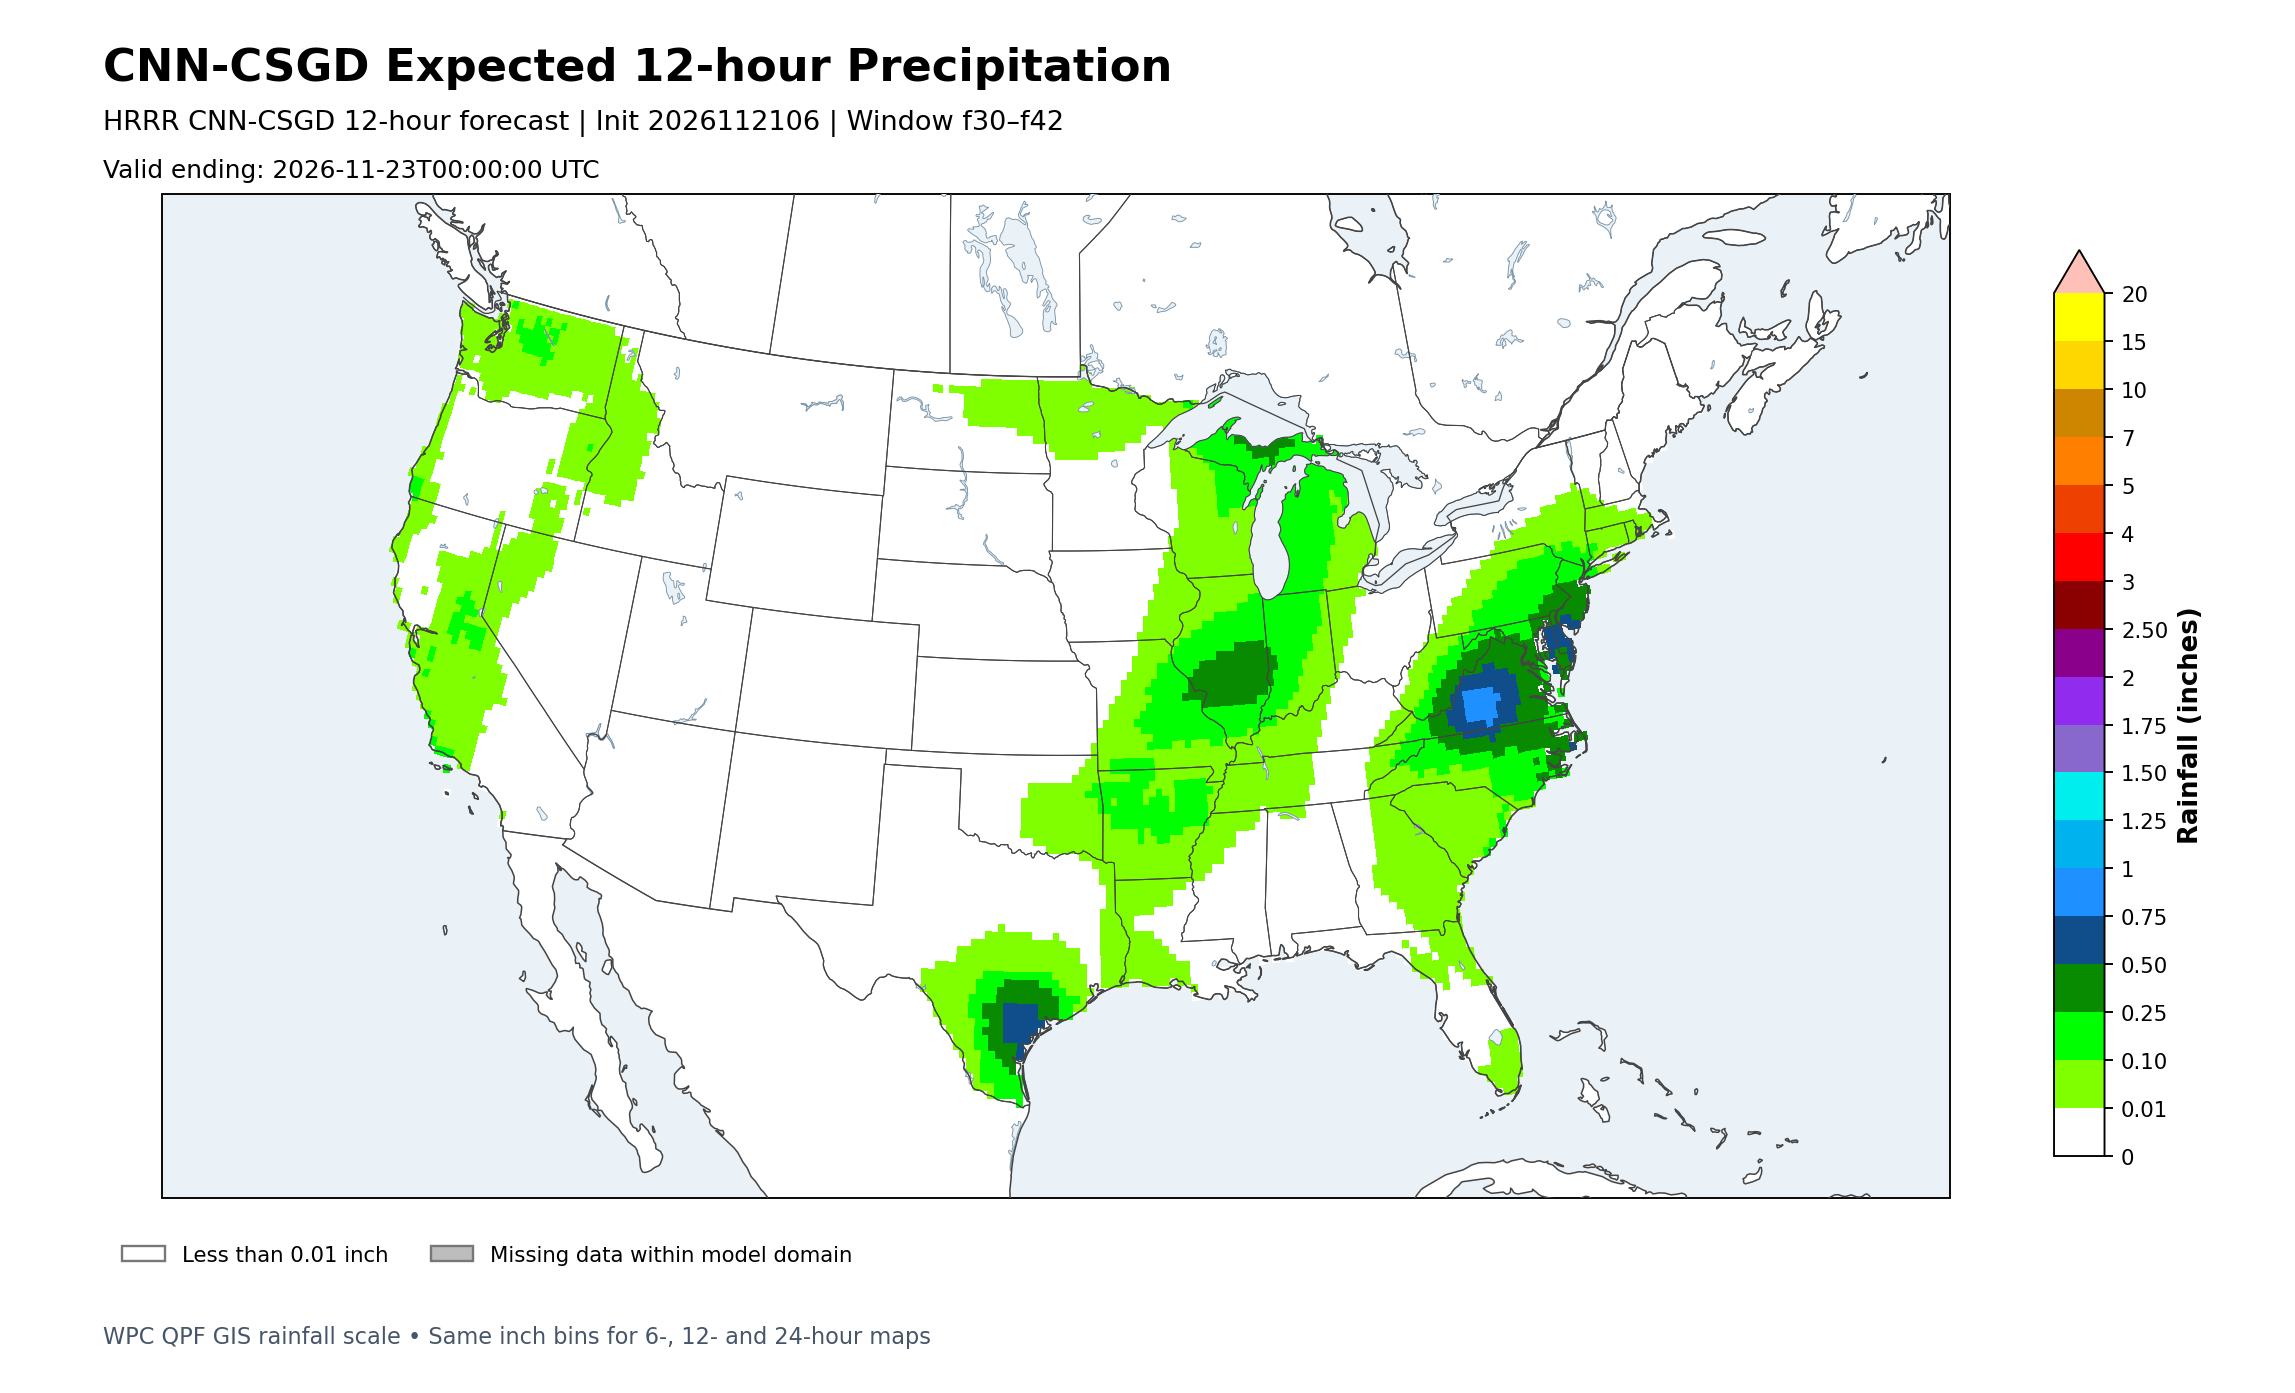 CNN-CSGD Expected 12-hour Precipitation
HRRR CNN-CSGD 12-hour forecast | Init 2026112106 | Window f30–f42
Valid ending: 2026-11-23T00:00:00 UTC
20
15
10
7
5
4
3
2.50
2
1.75
1.50
1.25
1
0.75
0.50
0.25
0.10
0.01
0
Rainfall (inches)
Less than 0.01 inch
Missing data within model domain
WPC QPF GIS rainfall scale • Same inch bins for 6-, 12- and 24-hour maps